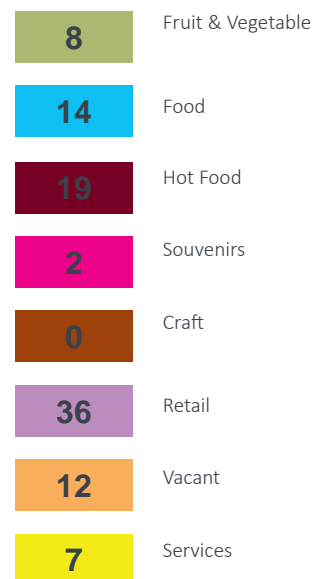 8 Fruit & Vegetable
14 Food
19 Hot Food
2 Souvenirs
0 Craft
36 Retail
12 Vacant
7 Services